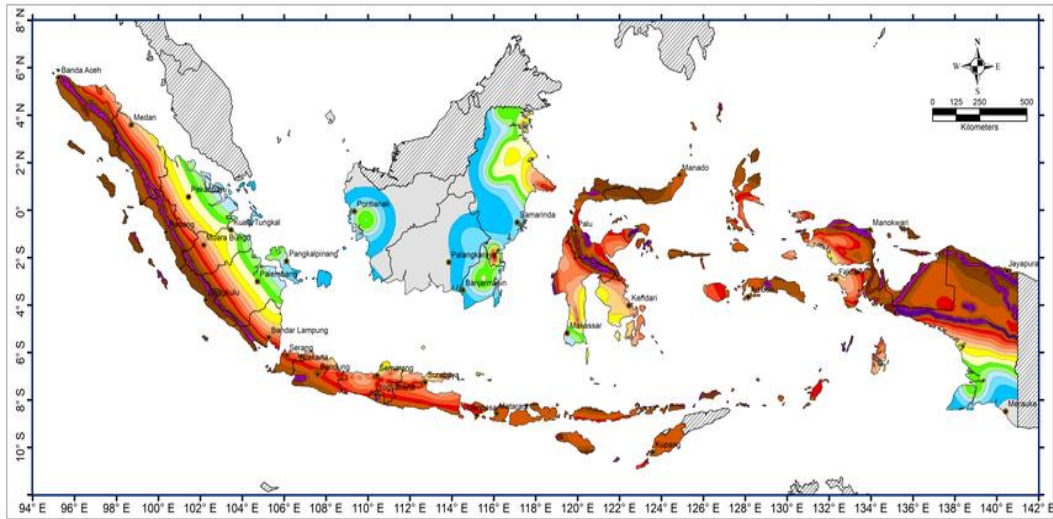 8° N
6° N
4° N
2° N
0°
2° S
4° S
6° S
8° S
10° S
Banda Aceh
Medan
Pekanbaru
Kuala Tungkal
Padang
Muara Bungo
Pangkalpinang
Palembang
Bengkulu
Bandar Lampung
Serang
Jakarta
Bandung
Semarang
Yogyakarta
Surabaya
Denpasar
Mataram
Kupang
Pontianak
Palangkaraya
Banjarmasin
Samarinda
Palu
Manado
Makassar
Kendari
Ambon
Manokwari
Jayapura
Merauke
N
W E
S
0 125 250 500
Kilometers
94° E 96° E 98° E 100° E 102° E 104° E 106° E 108° E 110° E 112° E 114° E 116° E 118° E 120° E 122° E 124° E 126° E 128° E 130° E 132° E 134° E 136° E 138° E 140° E 142° E